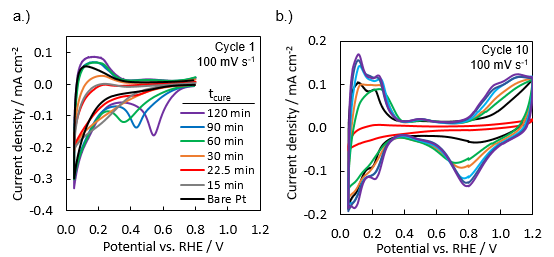 a.)
Cycle 1
100 mV s-1
tcure
120 min
90 min
60 min
30 min
22.5 min
15 min
Bare Pt
Current density / mA cm-2
0.1
0.0
-0.1
-0.2
-0.3
-0.4
0.0 0.2 0.4 0.6 0.8 1.0 1.2
Potential vs. RHE / V
b.)
Cycle 10
100 mV s-1
Current density / mA cm-2
0.2
0.1
0.0
-0.1
-0.2
0.0 0.2 0.4 0.6 0.8 1.0 1.2
Potential vs. RHE / V